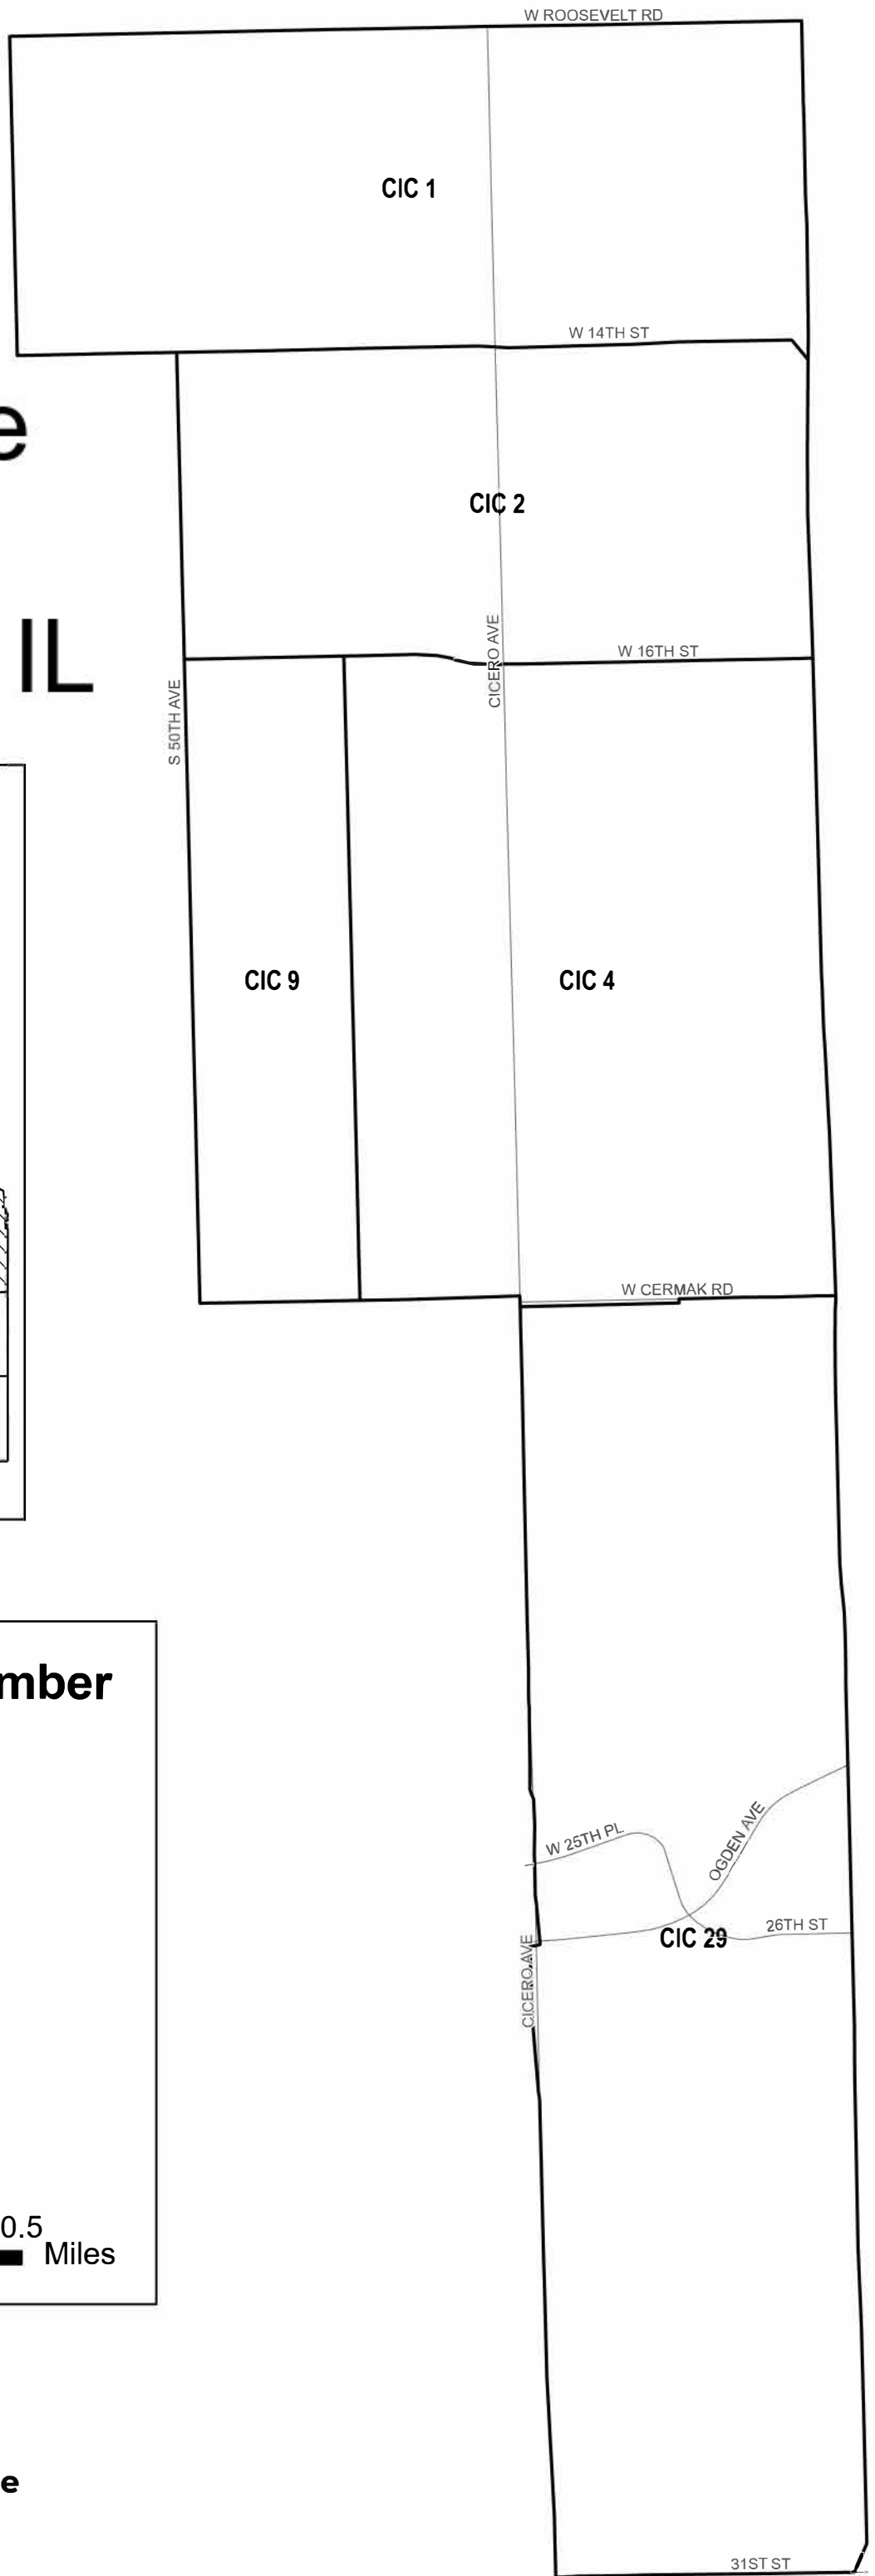 W ROOSEVELT RD
CIC 1
W 14TH ST
e
CIC 2
IL
CICERO AVE
W 16TH ST
S 50TH AVE
CIC 9
CIC 4
W CERMAK RD
mber
W 25TH PL
OGDEN AVE
26TH ST
CIC 29
CICERO AVE
0.5
Miles
e
31ST ST